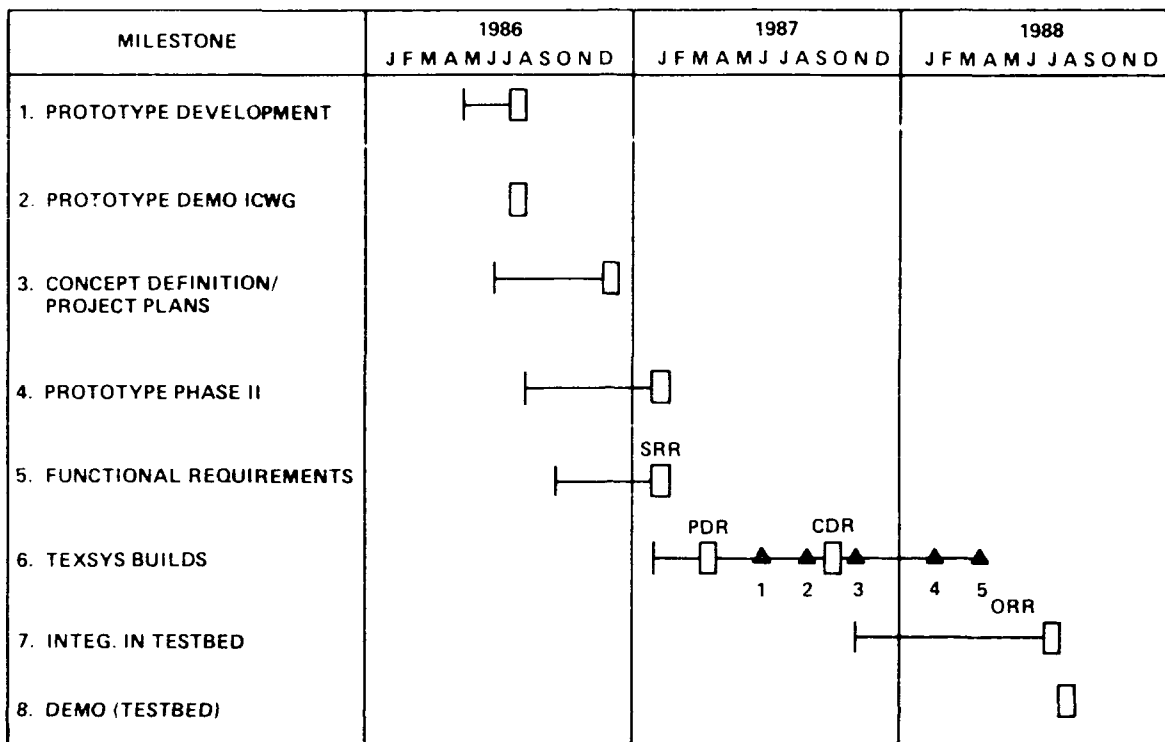 MILESTONE
1986
J F M A M J J A S O N D
1987
J F M A M J J A S O N D
1988
J F M A M J J A S O N D
1. PROTOTYPE DEVELOPMENT
2. PROTOTYPE DEMO ICWG
3. CONCEPT DEFINITION/
PROJECT PLANS
4. PROTOTYPE PHASE II
SRR
5. FUNCTIONAL REQUIREMENTS
PDR CDR
6. TEXSYS BUILDS
1 2 3 4 5
ORR
7. INTEG. IN TESTBED
8. DEMO (TESTBED)